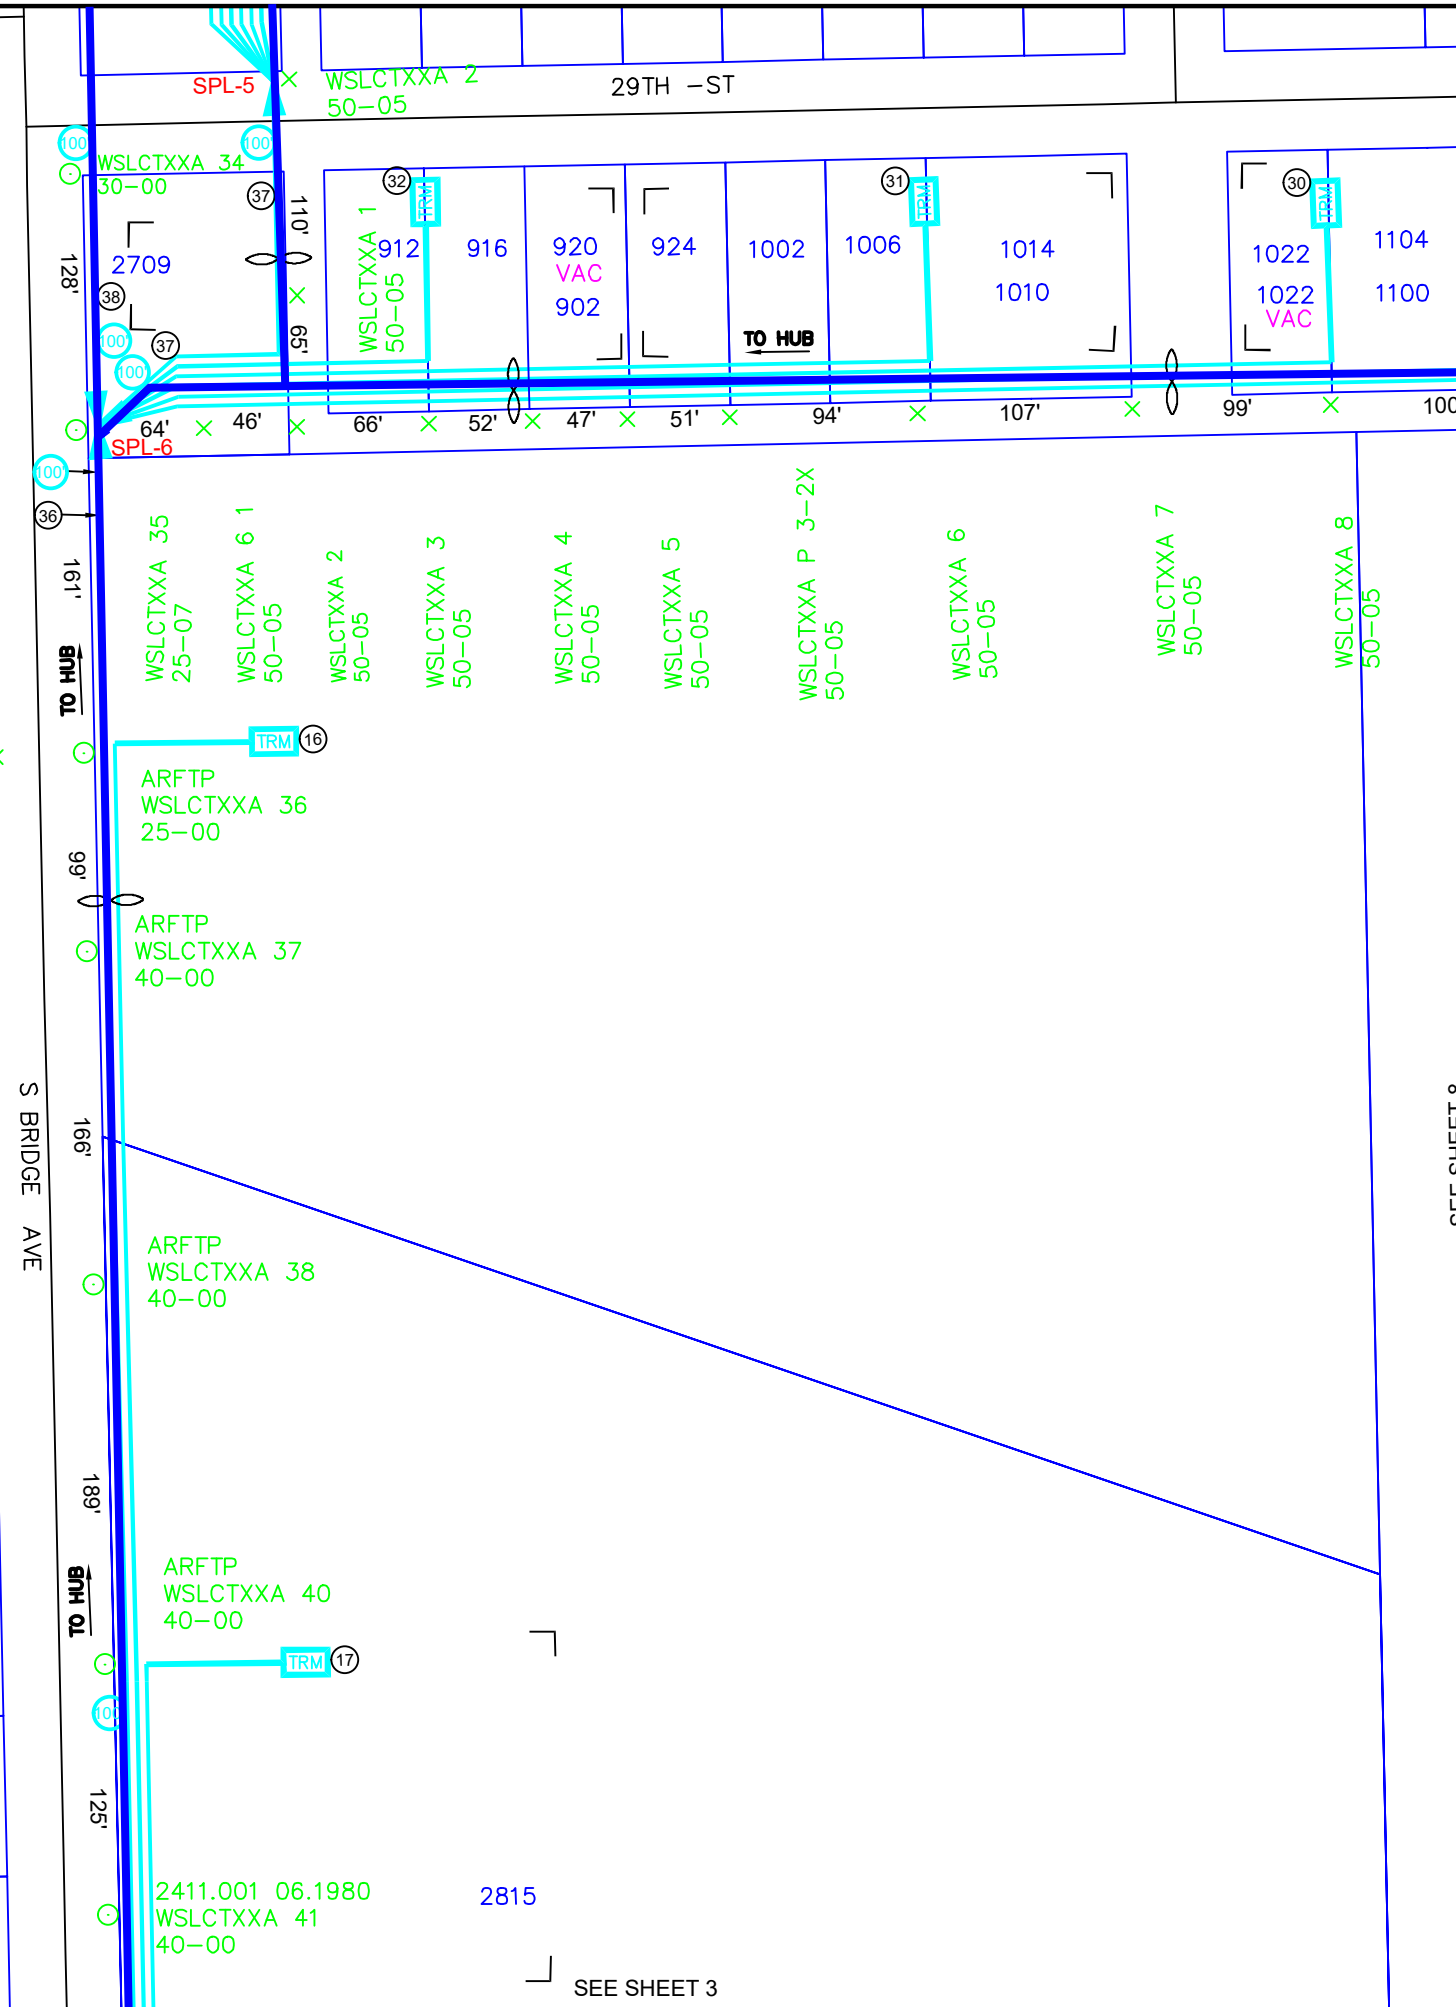 SPL-5
WSLCTXXA 2
50-05
29TH -ST
100'
100'
WSLCTXXA 34
30-00
37
110'
32
TRM
31
TRM
30
TRM
WSLCTXXA 1
50-05
912
916
920
VAC
902
924
1002
1006
1014
1010
1022
1022
VAC
1104
1100
2709
128'
38
65'
TO HUB
100'
37
100'
64'
46'
66'
52'
47'
51'
94'
107'
99'
100
SPL-6
100'
36
161'
TO HUB
WSLCTXXA 35
25-07
WSLCTXXA 6 1
50-05
WSLCTXXA 2
50-05
WSLCTXXA 3
50-05
WSLCTXXA 4
50-05
WSLCTXXA 5
50-05
WSLCTXXA P 3-2X
50-05
WSLCTXXA 6
50-05
WSLCTXXA 7
50-05
WSLCTXXA 8
50-05
TRM
16
ARFTP
WSLCTXXA 36
25-00
99'
ARFTP
WSLCTXXA 37
40-00
S BRIDGE AVE
166'
ARFTP
WSLCTXXA 38
40-00
189'
TO HUB
ARFTP
WSLCTXXA 40
40-00
TRM
17
100
125'
2411.001 06.1980
WSLCTXXA 41
40-00
2815
SEE SHEET 3